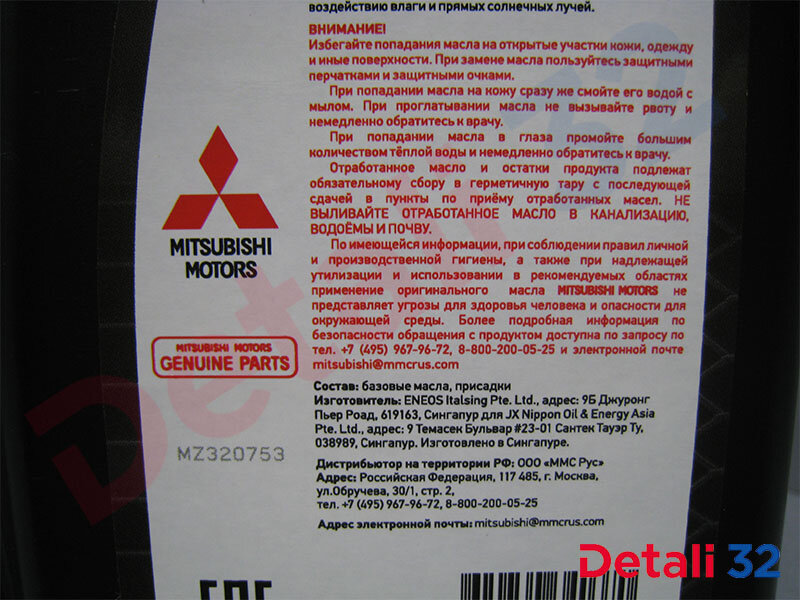 воздействию влаги и прямых солнечных лучей.
ВНИМАНИЕ!
Избегайте попадания масла на открытые участки кожи, одежду
и иные поверхности. При замене масла пользуйтесь защитными
перчатками и защитными очками.
При попадании масла на кожу сразу же смойте его водой с
мылом. При проглатывании масла не вызывайте рвоту и
немедленно обратитесь к врачу.
При попадании масла в глаза промойте большим
количеством тёплой воды и немедленно обратитесь к врачу.
Отработанное масло и остатки продукта подлежат
обязательному сбору в герметичную тару с последующей
сдачей в пункты по приёму отработанных масел. НЕ
ВЫЛИВАЙТЕ ОТРАБОТАННОЕ МАСЛО В КАНАЛИЗАЦИЮ,
ВОДОЁМЫ И ПОЧВУ.
По имеющейся информации, при соблюдении правил личной
и производственной гигиены, а также при надлежащей
утилизации и использовании в рекомендуемых областях
применение оригинального масла MITSUBISHI MOTORS не
представляет угрозы для здоровья человека и опасности для
окружающей среды. Более подробная информация по
безопасности обращения с продуктом доступна по запросу по
тел. +7 (495) 967-96-72, 8-800-200-05-25 и электронной почте
mitsubishi@mmcrus.com
MITSUBISHI
MOTORS
MITSUBISHI MOTORS
GENUINE PARTS
MZ320753
Состав: базовые масла, присадки
Изготовитель: ENEOS Italsing Pte. Ltd., адрес: 9Б Джуронг
Пьер Роад, 619163, Сингапур для JX Nippon Oil & Energy Asia
Pte. Ltd., адрес: 9 Темасек Бульвар #23-01 Сантек Тауэр Ту,
038989, Сингапур. Изготовлено в Сингапуре.
Дистрибьютор на территории РФ: ООО «ММС Рус»
Адрес: Российская Федерация, 117 485, г. Москва,
ул.Обручева, 30/1, стр. 2,
тел. +7 (495) 967-96-72, 8-800-200-05-25
Адрес электронной почты: mitsubishi@mmcrus.com
Detali 32
Detali 32